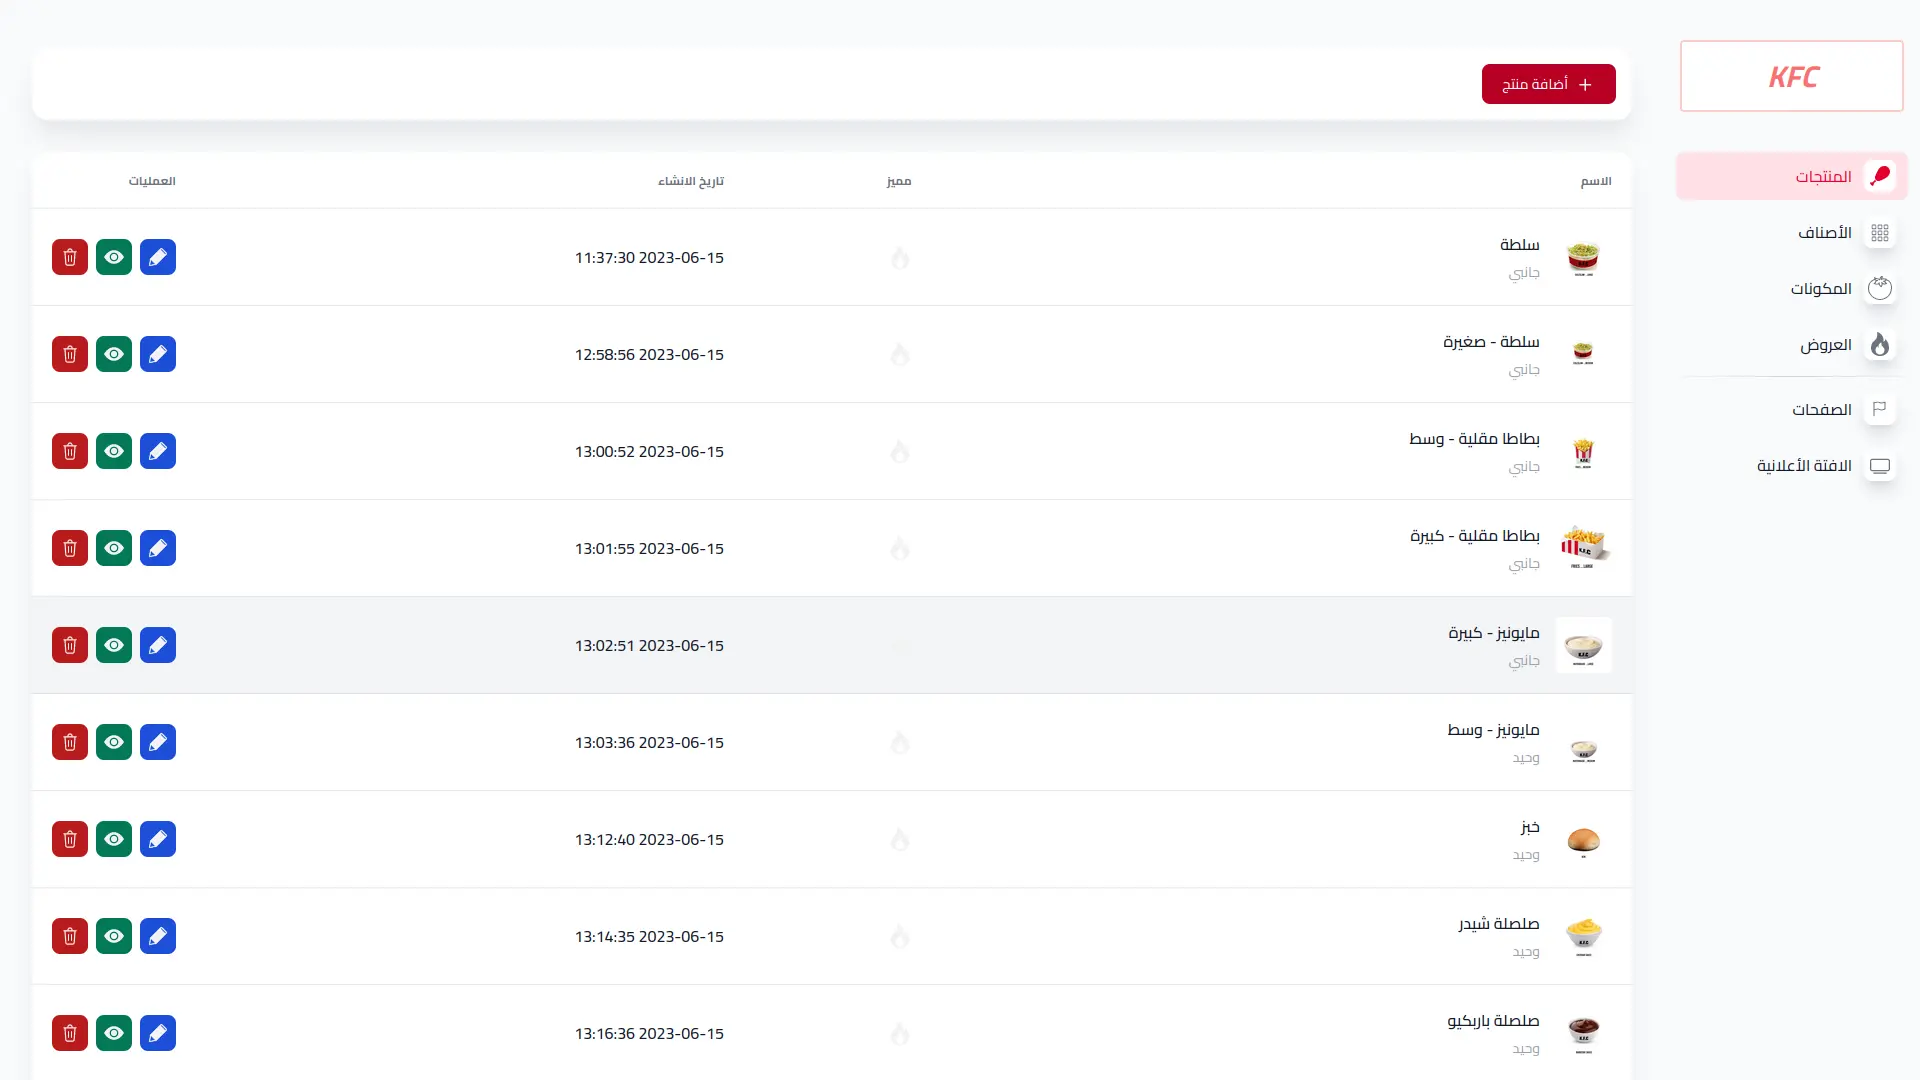 KFC
المنتجات
الأصناف
المكونات
العروض
الصفحات
الافتة الأعلانية
أضافة منتج
الاسم مميز تاريخ الانشاء العمليات
سلطة
جانبي
11:37:30 2023-06-15
سلطة - صغيرة
جانبي
12:58:56 2023-06-15
بطاطا مقلية - وسط
جانبي
13:00:52 2023-06-15
بطاطا مقلية - كبيرة
جانبي
13:01:55 2023-06-15
مايونيز - كبيرة
جانبي
13:02:51 2023-06-15
مايونيز - وسط
وحيد
13:03:36 2023-06-15
خبز
وحيد
13:12:40 2023-06-15
صلصلة شيدر
وحيد
13:14:35 2023-06-15
صلصلة باربكيو
وحيد
13:16:36 2023-06-15